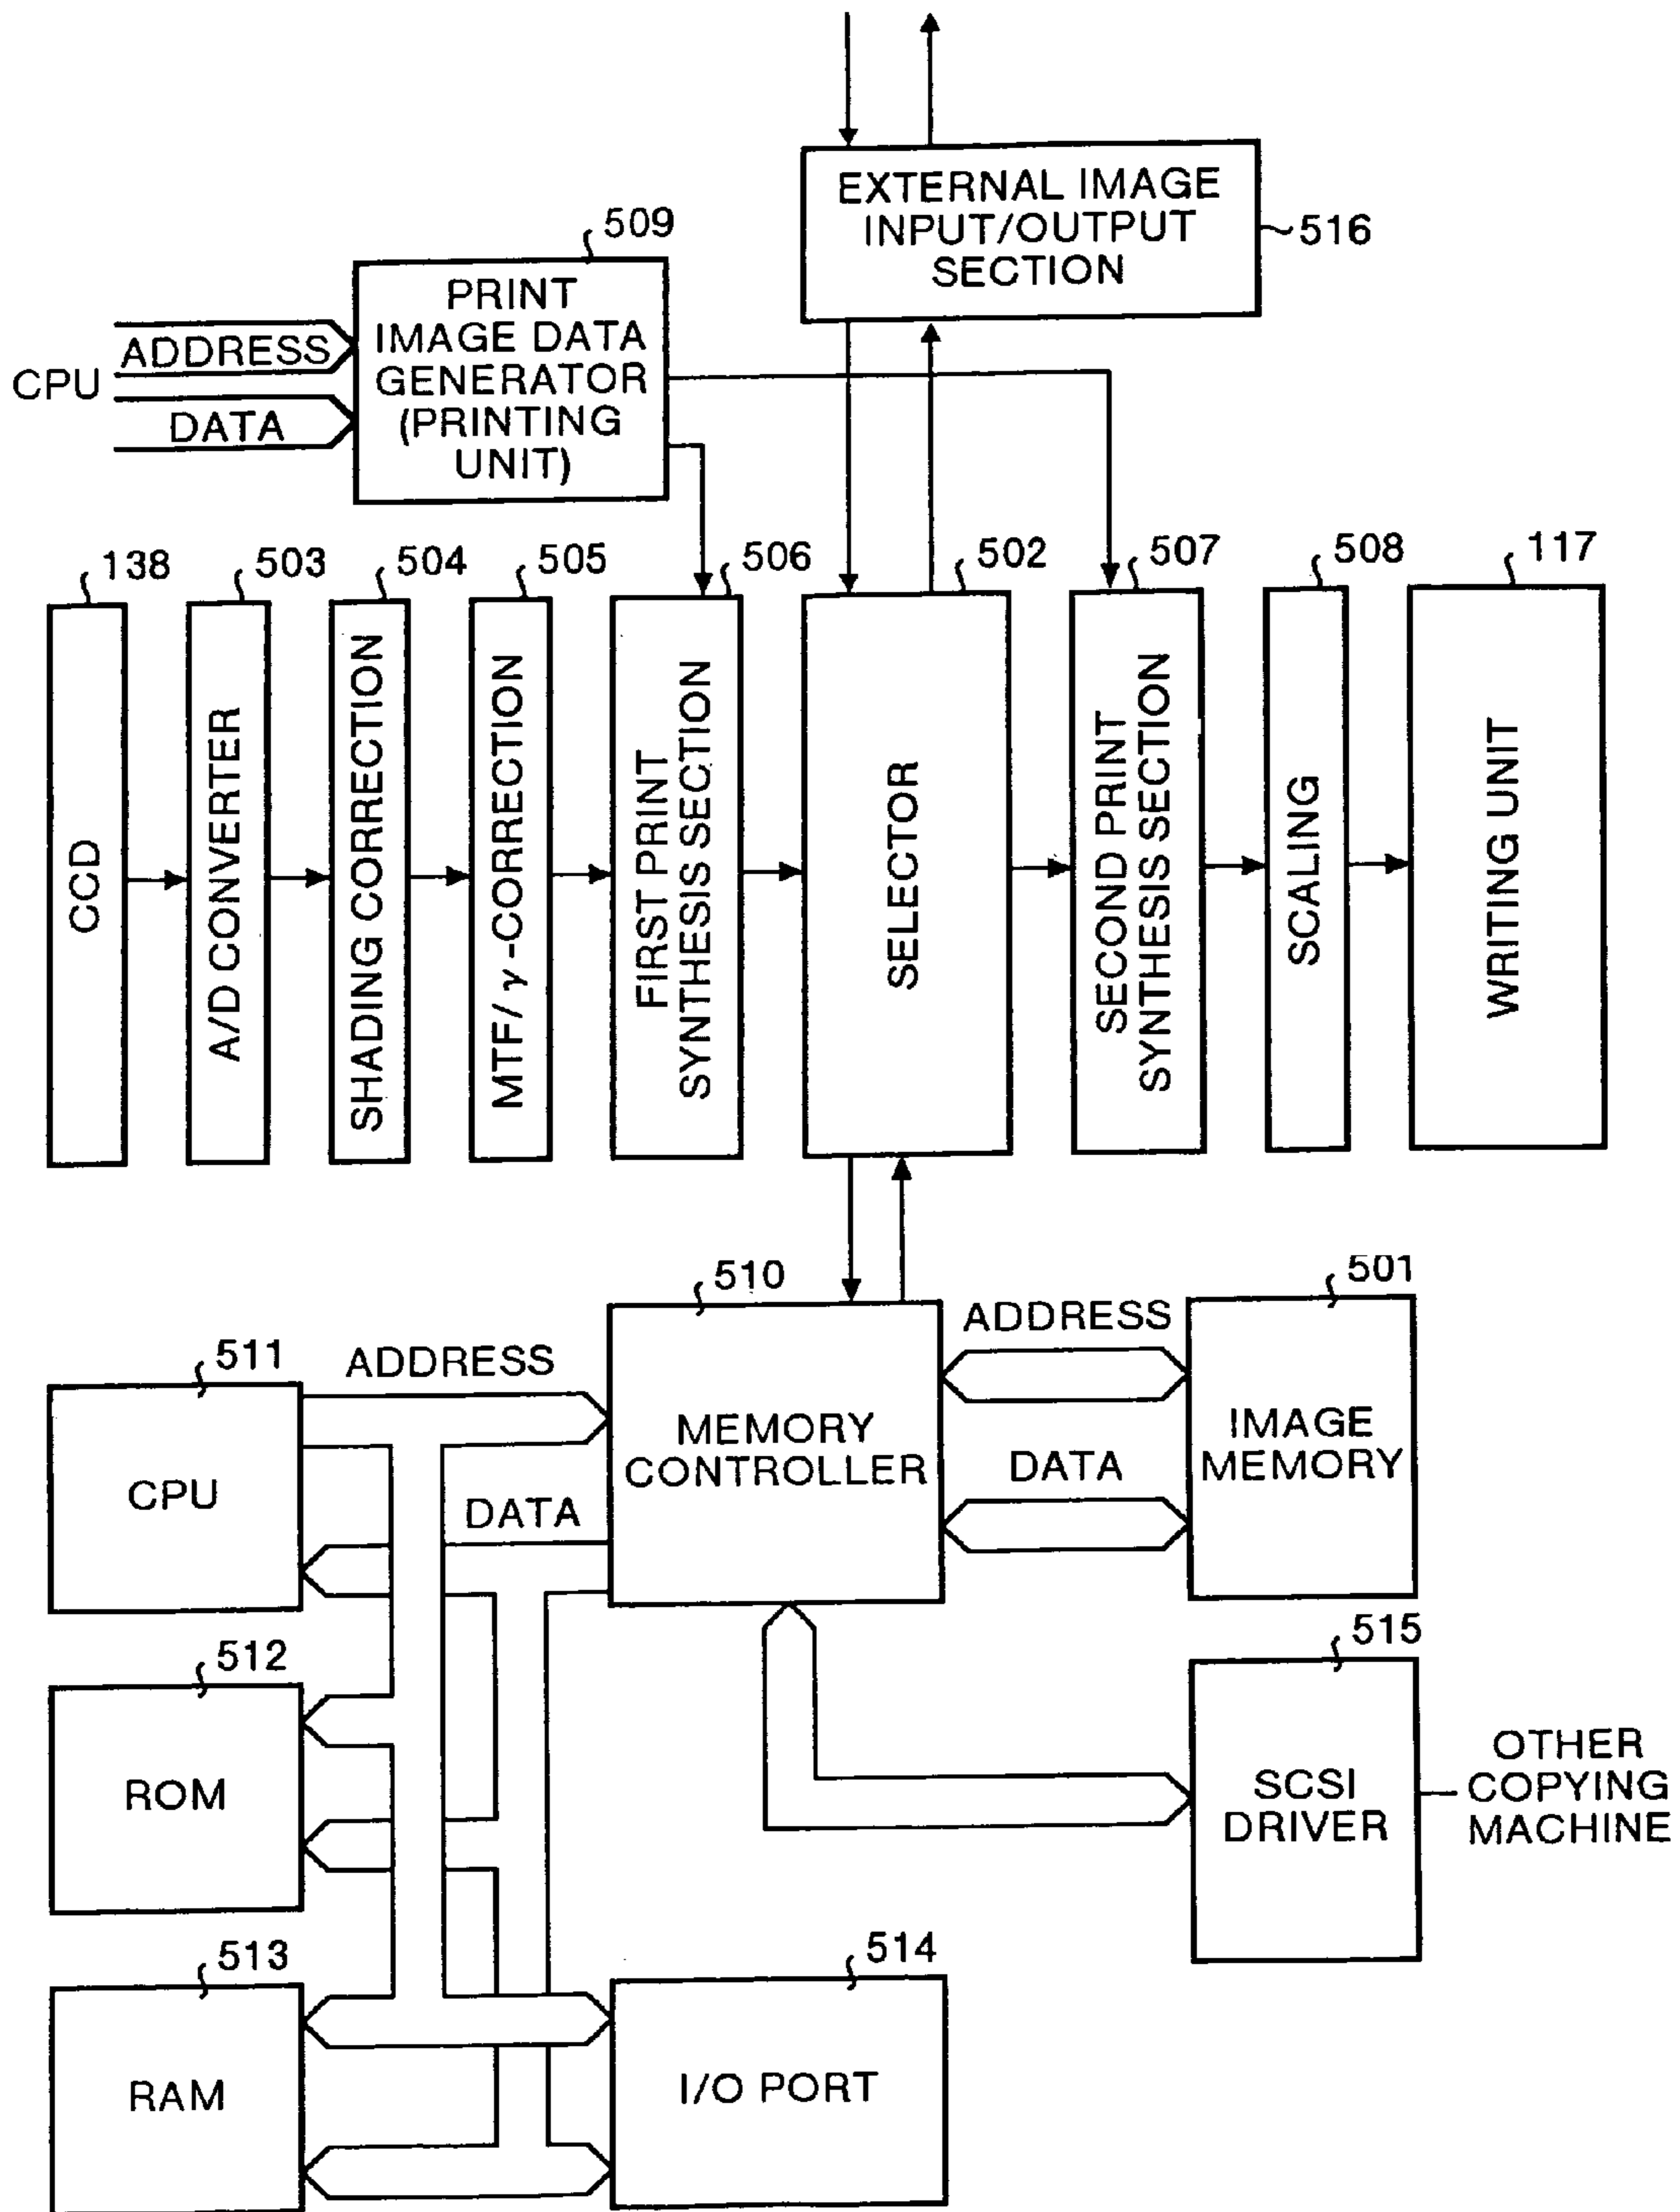 EXTERNAL IMAGE
INPUT/OUTPUT
SECTION
516
509
PRINT
IMAGE DATA
GENERATOR
(PRINTING
UNIT)
CPU
ADDRESS
DATA
138
503
504
505
506
502
507
508
117
CCD
A/D CONVERTER
SHADING CORRECTION
MTF/γ-CORRECTION
FIRST PRINT
SYNTHESIS SECTION
SELECTOR
SECOND PRINT
SYNTHESIS SECTION
SCALING
WRITING UNIT
510
501
511
ADDRESS
ADDRESS
CPU
MEMORY
CONTROLLER
IMAGE
MEMORY
DATA
DATA
512
515
ROM
SCSI
DRIVER
OTHER
COPYING
MACHINE
513
514
RAM
I/O PORT